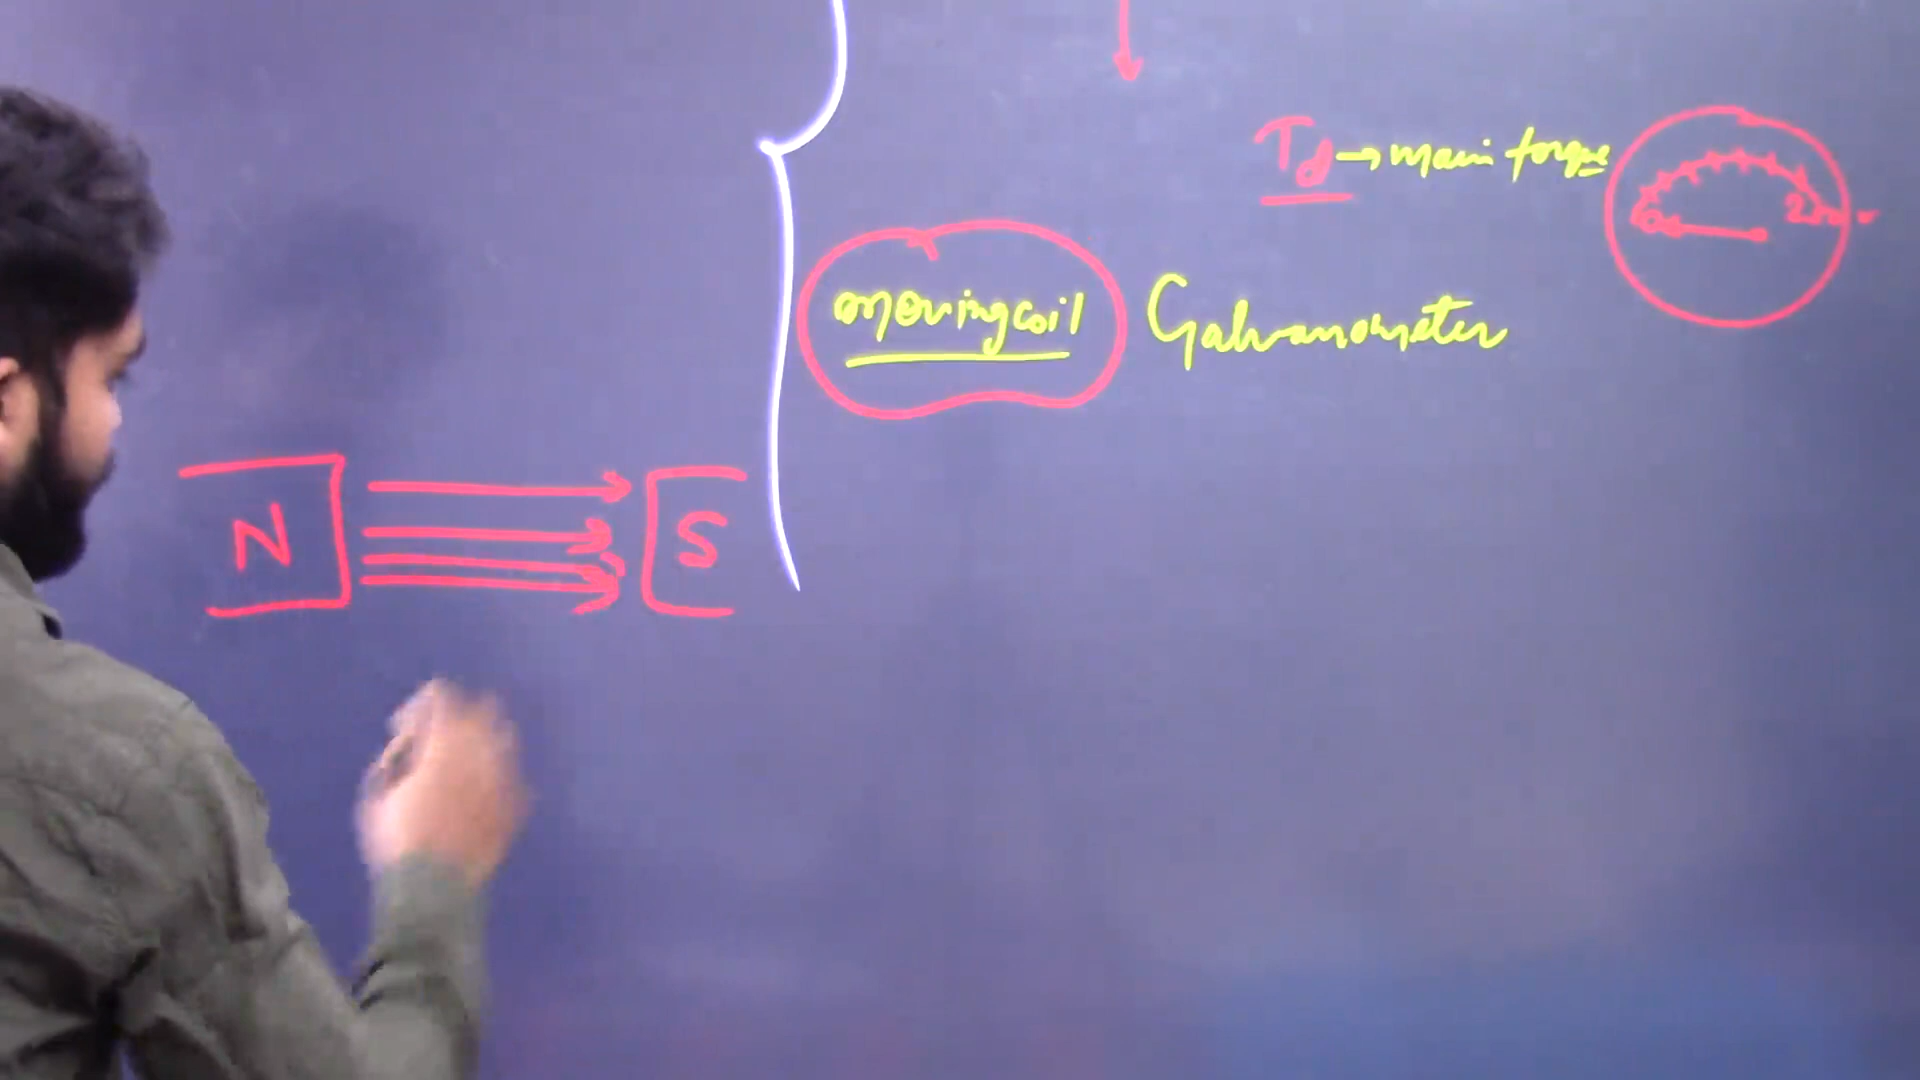 Td → main torque
moving coil Galvanometer
N S